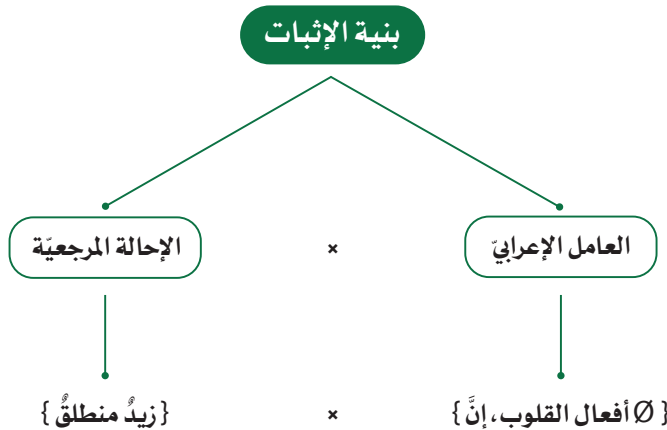 بنية الإثبات
العامل الإعرابيّ × الإحالة المرجعيّة
{Ø أفعال القلوب، إنَّ} × {زيدٌ منطلقٌ}